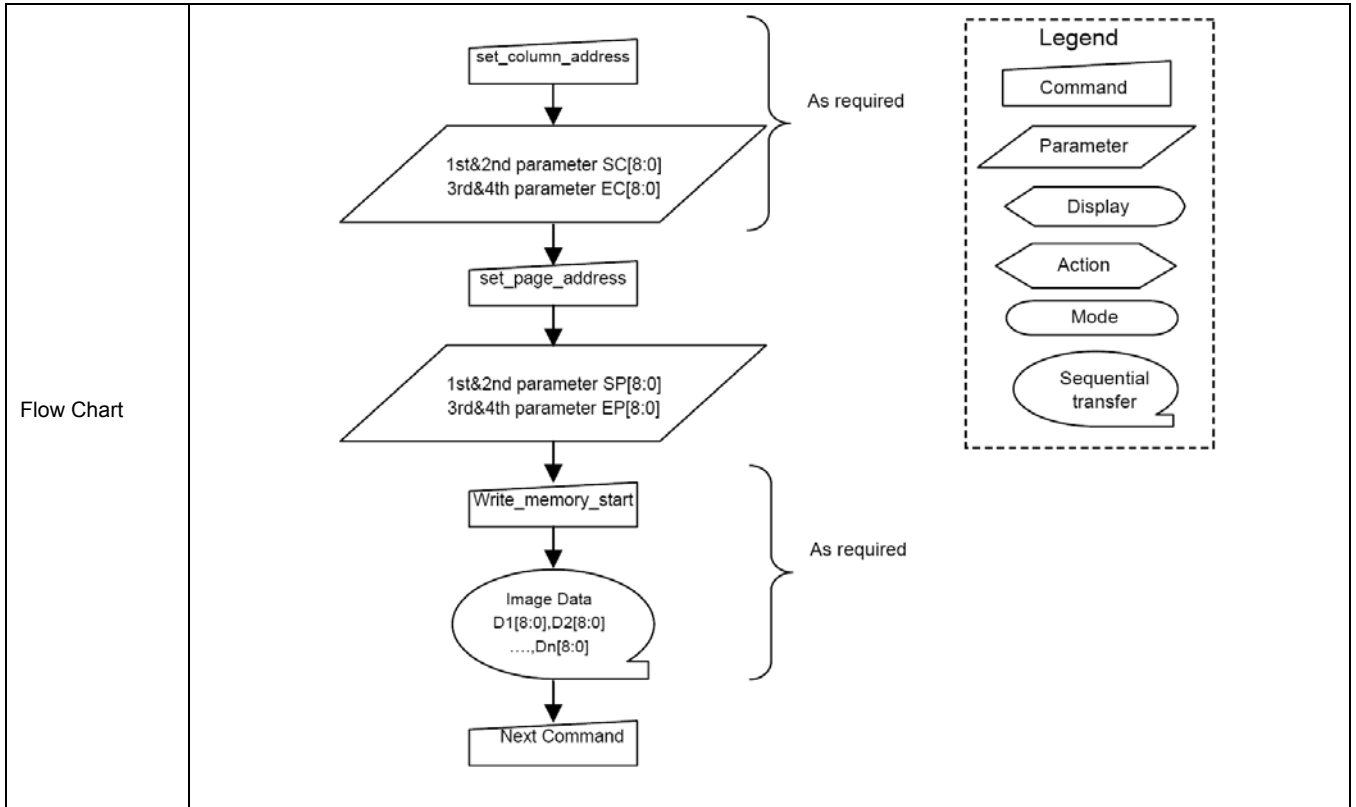 Flow Chart
set_column_address
1st&2nd parameter SC[8:0]
3rd&4th parameter EC[8:0]
As required
set_page_address
1st&2nd parameter SP[8:0]
3rd&4th parameter EP[8:0]
Write_memory_start
Image Data
D1[8:0],D2[8:0]
....,Dn[8:0]
As required
Next Command
Legend
Command
Parameter
Display
Action
Mode
Sequential
transfer